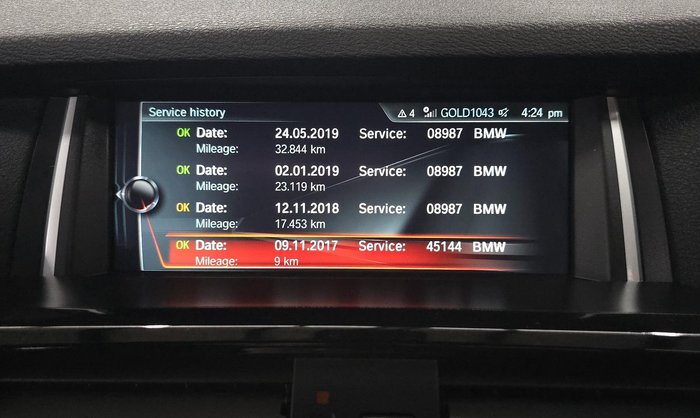 Service history 4 GOLD1043 4:24 pm
OK Date: 24.05.2019 Service: 08987 BMW
Mileage: 32.844 km
OK Date: 02.01.2019 Service: 08987 BMW
Mileage: 23.119 km
OK Date: 12.11.2018 Service: 08987 BMW
Mileage: 17.453 km
OK Date: 09.11.2017 Service: 45144 BMW
Mileage: 9 km